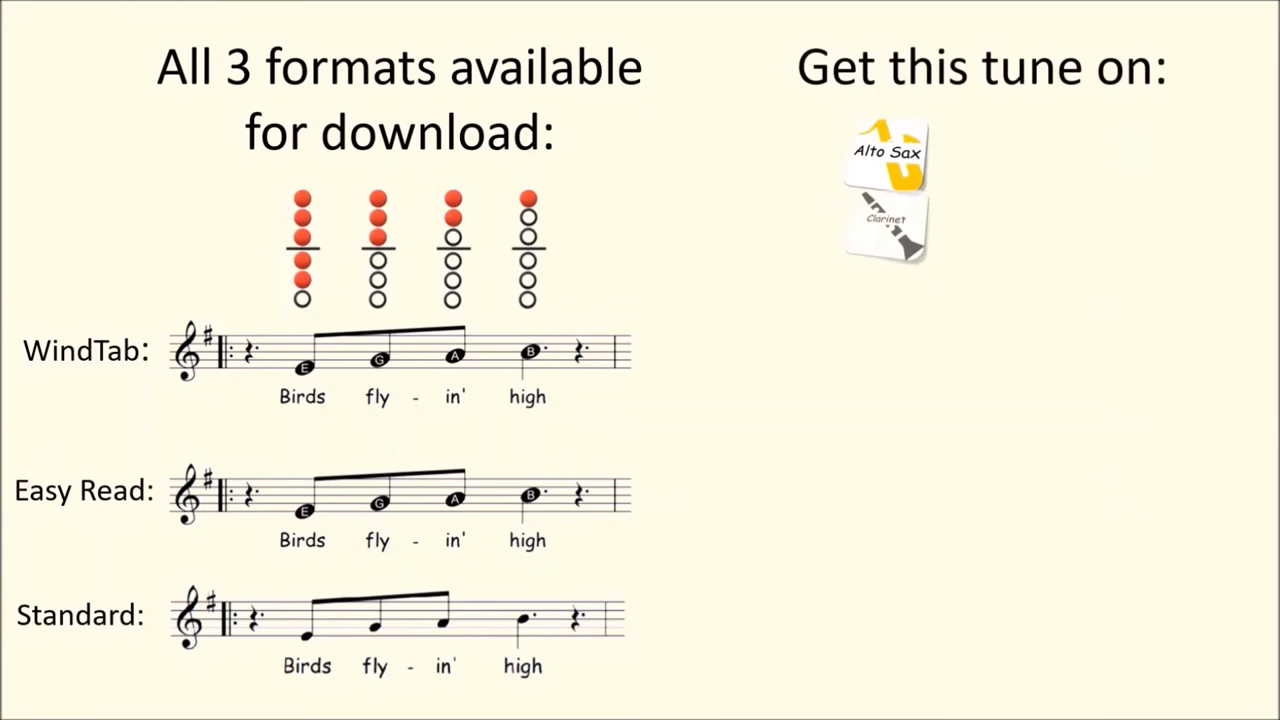 All 3 formats available
for download:
Get this tune on:
Alto Sax
Clarinet
WindTab:
E G A B
Birds fly - in' high
Easy Read:
E G A B
Birds fly - in' high
Standard:
Birds fly - in' high